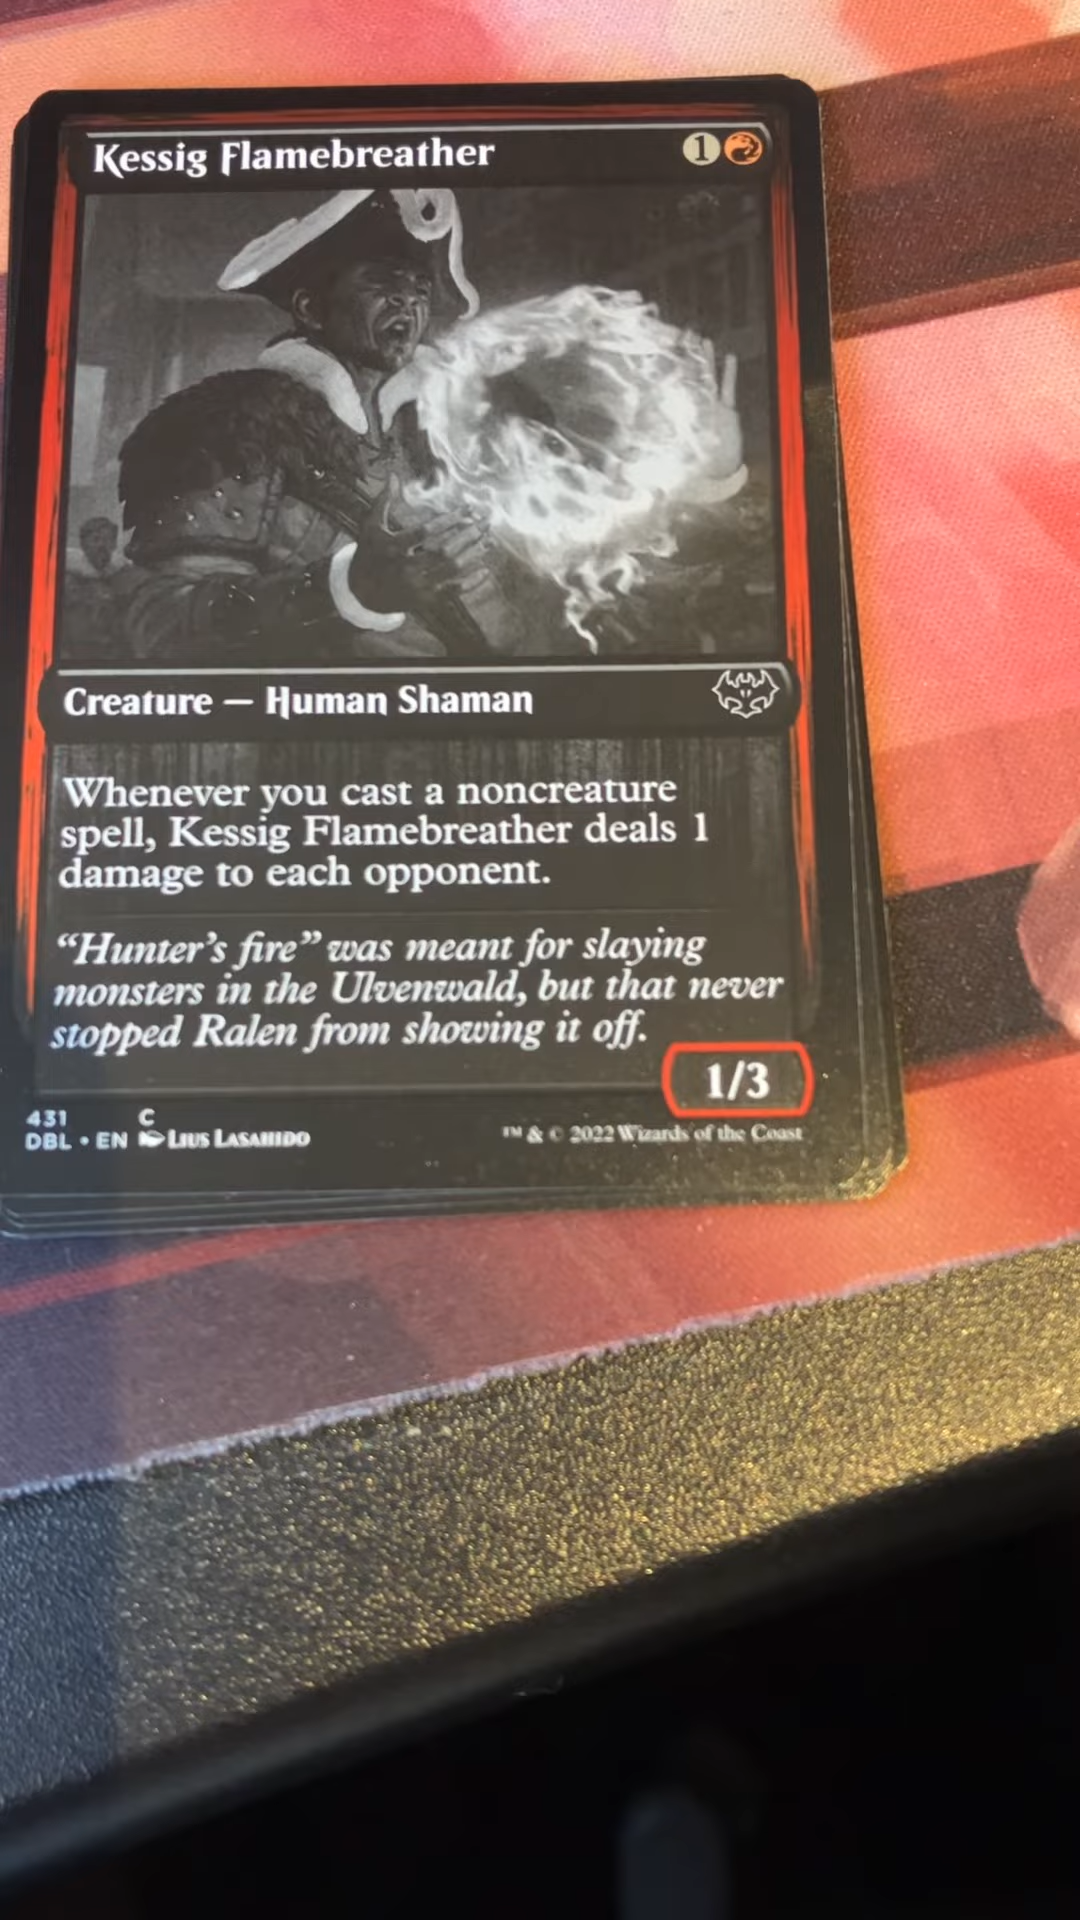 Kessig Flamebreather 1
Creature — Human Shaman
Whenever you cast a noncreature
spell, Kessig Flamebreather deals 1
damage to each opponent.
“Hunter’s fire” was meant for slaying
monsters in the Ulvenwald, but that never
stopped Ralen from showing it off.
1/3
431 C
DBL • EN Lius Lasahido
™ & © 2022 Wizards of the Coast